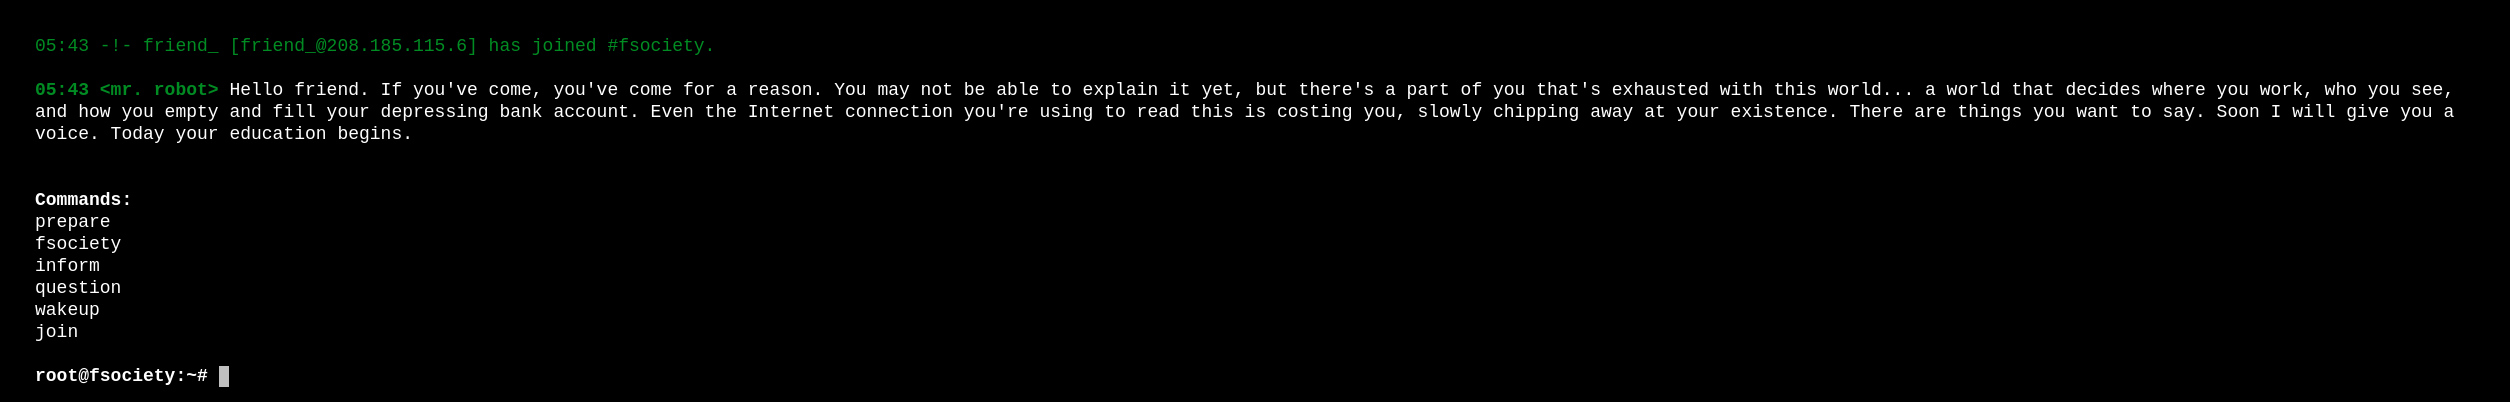 05:43 -!- friend_ [friend_@208.185.115.6] has joined #fsociety.
05:43 <mr. robot> Hello friend. If you've come, you've come for a reason. You may not be able to explain it yet, but there's a part of you that's exhausted with this world... a world that decides where you work, who you see,
and how you empty and fill your depressing bank account. Even the Internet connection you're using to read this is costing you, slowly chipping away at your existence. There are things you want to say. Soon I will give you a
voice. Today your education begins.
Commands:
prepare
fsociety
inform
question
wakeup
join
root@fsociety:~#